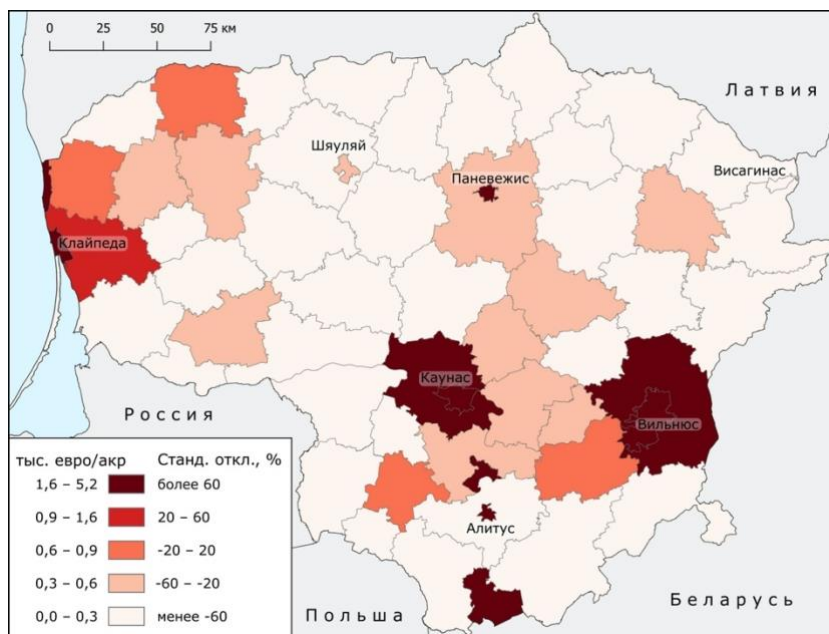 0 25 50 75 км
Латвия
Шяуляй
Висагинас
Паневежис
Клайпеда
Каунас
Россия
Вильнюс
тыс. евро/акр Станд. откл., %
1,6 – 5,2 более 60
0,9 – 1,6 20 – 60
Алитус
0,6 – 0,9 -20 – 20
0,3 – 0,6 -60 – -20
Беларусь
Польша
0,0 – 0,3 менее -60